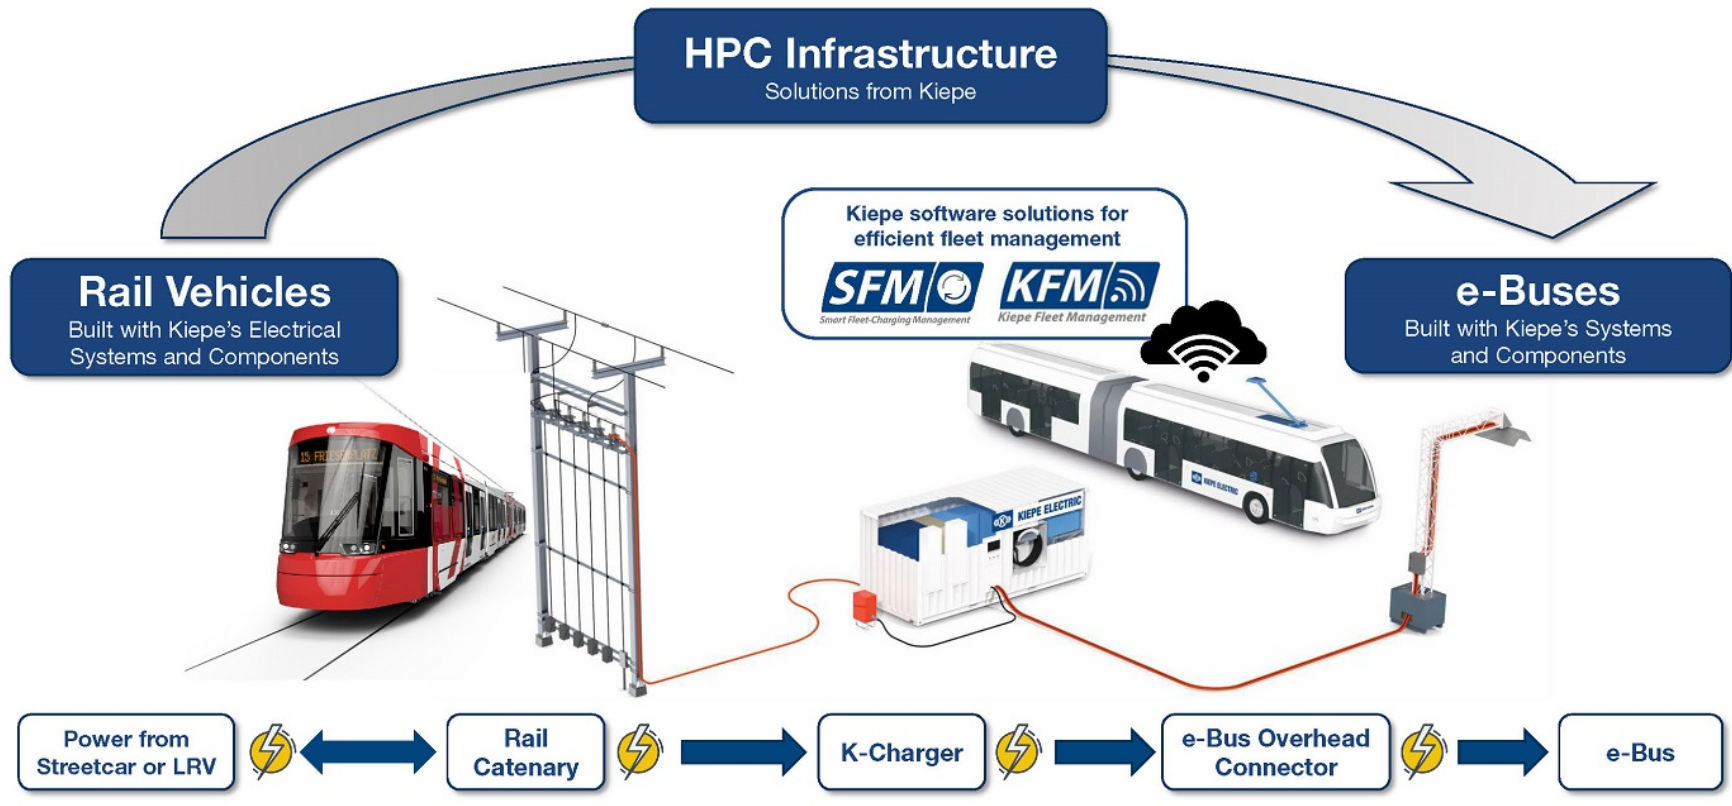 HPC Infrastructure
Solutions from Kiepe
Kiepe software solutions for
efficient fleet management
SFM
Smart Fleet-Charging Management
KFM
Kiepe Fleet Management
Rail Vehicles
Built with Kiepe's Electrical
Systems and Components
e-Buses
Built with Kiepe's Systems
and Components
15 FRIESENPLATZ
KIEPE ELECTRIC
KIEPE ELECTRIC
Power from
Streetcar or LRV
Rail
Catenary
K-Charger
e-Bus Overhead
Connector
e-Bus